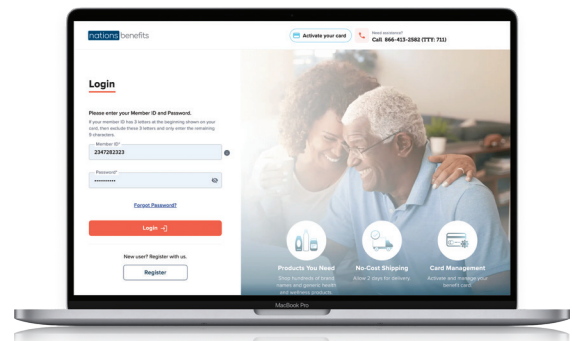 nations benefits
Activate your card
Need assistance?
Call 866-413-2582 (TTY: 711)
Login
Please enter your Member ID and Password.
If your member ID has 3 letters at the beginning shown on your
card, then exclude these 3 letters and only enter the remaining
9 characters.
Member ID*
2347282323
Password*
••••••••••
Forgot Password?
Login
New user? Register with us.
Register
Products You Need
Shop hundreds of brand
names and generic health
and wellness products.
No-Cost Shipping
Allow 2 days for delivery.
Card Management
Activate and manage your
benefit card.
MacBook Pro